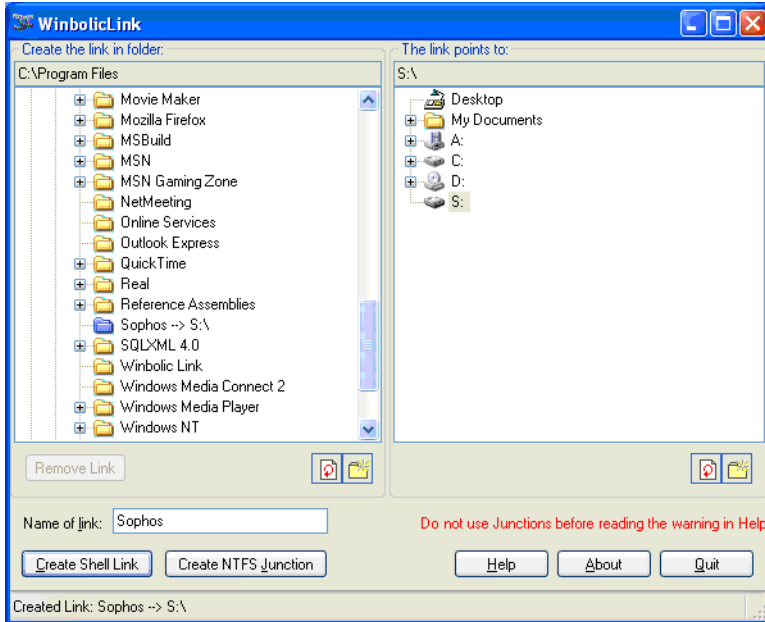 WinbolicLink
Create the link in folder:
C:\Program Files
Movie Maker
Mozilla Firefox
MSBuild
MSN
MSN Gaming Zone
NetMeeting
Online Services
Outlook Express
QuickTime
Real
Reference Assemblies
Sophos --> S:\
SQLXML 4.0
Winbolic Link
Windows Media Connect 2
Windows Media Player
Windows NT
Remove Link
The link points to:
S:\
Desktop
My Documents
A:
C:
D:
S:
Name of link: Sophos
Do not use Junctions before reading the warning in Help
Create Shell Link Create NTFS Junction Help About Quit
Created Link: Sophos --> S:\